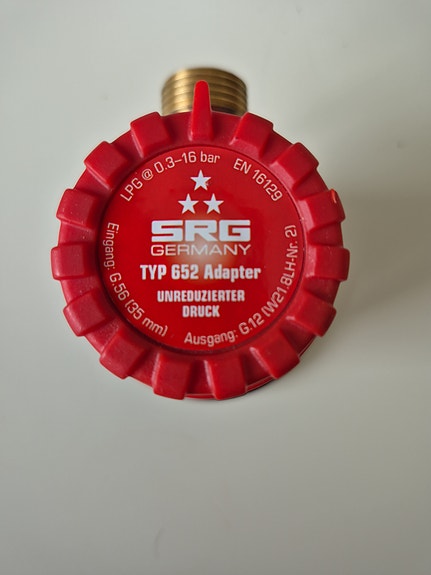 LPG @ 0.3–16 bar EN 16129
SRG
GERMANY
TYP 652 Adapter
UNREDUZIERTER
DRUCK
Eingang: G.56 (35 mm)
Ausgang: G.12 (W21.8LH-Nr. 2)